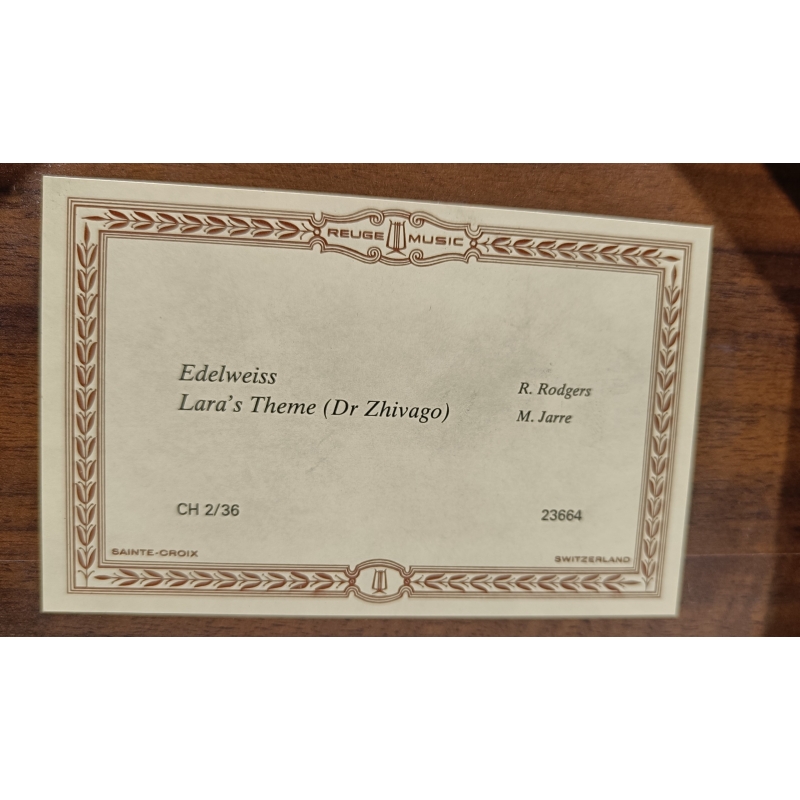 REUGE MUSIC
Edelweiss R. Rodgers
Lara's Theme (Dr Zhivago) M. Jarre
CH 2/36 23664
SAINTE-CROIX SWITZERLAND